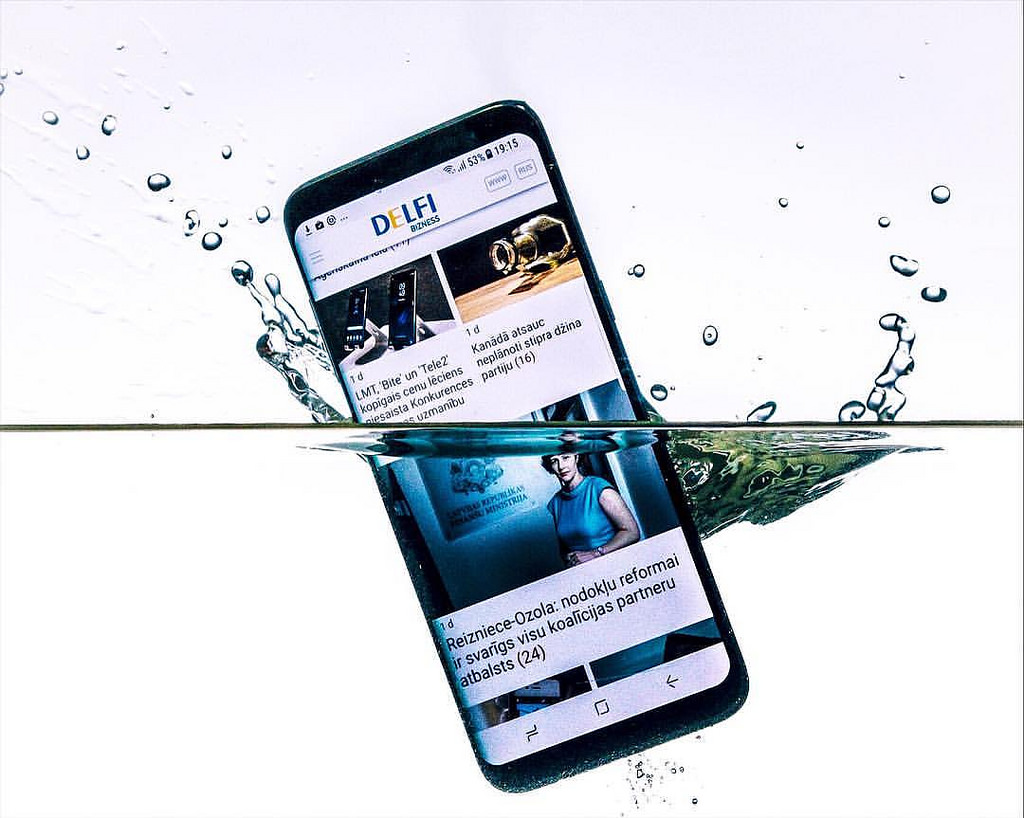 53% 19:15
DELFI
BIZNESS
WWW
RUS
1 d
LMT, 'Bite' un 'Tele2'
kopīgais cenu lēciens
piesaista Konkurences
uzmanību
1 d
Kanādā atsauc
neplānoti stipra džina
partiju (16)
LATVIJAS REPUBLIKAS
FINANŠU MINISTRIJA
1 d
Reizniece-Ozola: nodokļu reformai
ir svarīgs visu koalīcijas partneru
atbalsts (24)